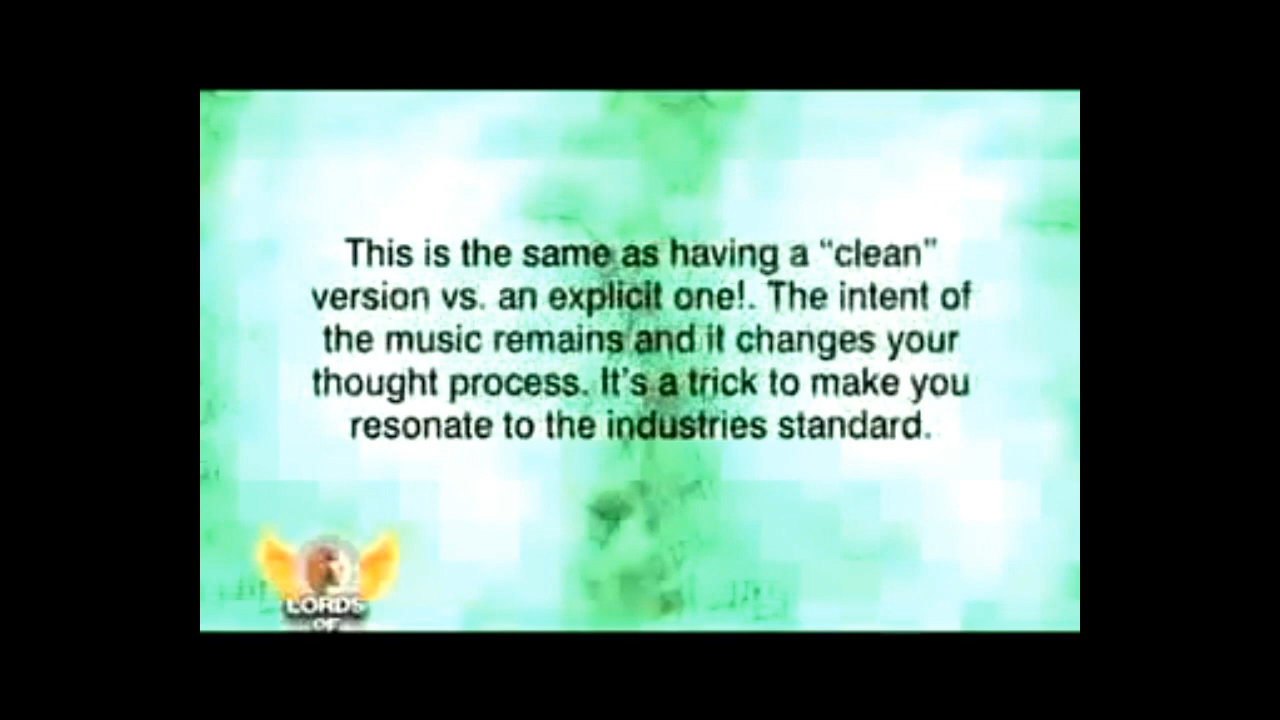 This is the same as having a “clean”
version vs. an explicit one!. The intent of
the music remains and it changes your
thought process. It’s a trick to make you
resonate to the industries standard.
LORDS
OF